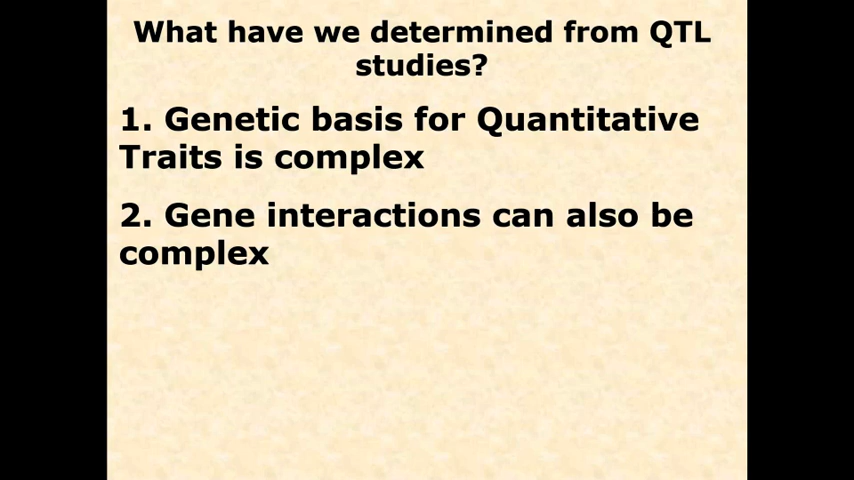 What have we determined from QTL
studies?
1. Genetic basis for Quantitative
Traits is complex
2. Gene interactions can also be
complex